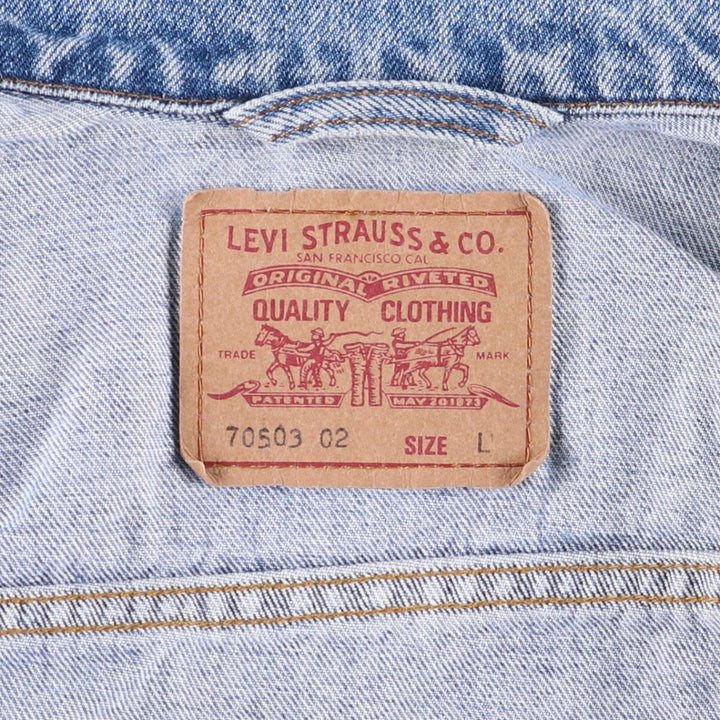 LEVI STRAUSS & CO.
SAN FRANCISCO CAL
ORIGINAL RIVETED
QUALITY CLOTHING
TRADE MARK
PATENTED MAY 20 1873
70503 02 SIZE L